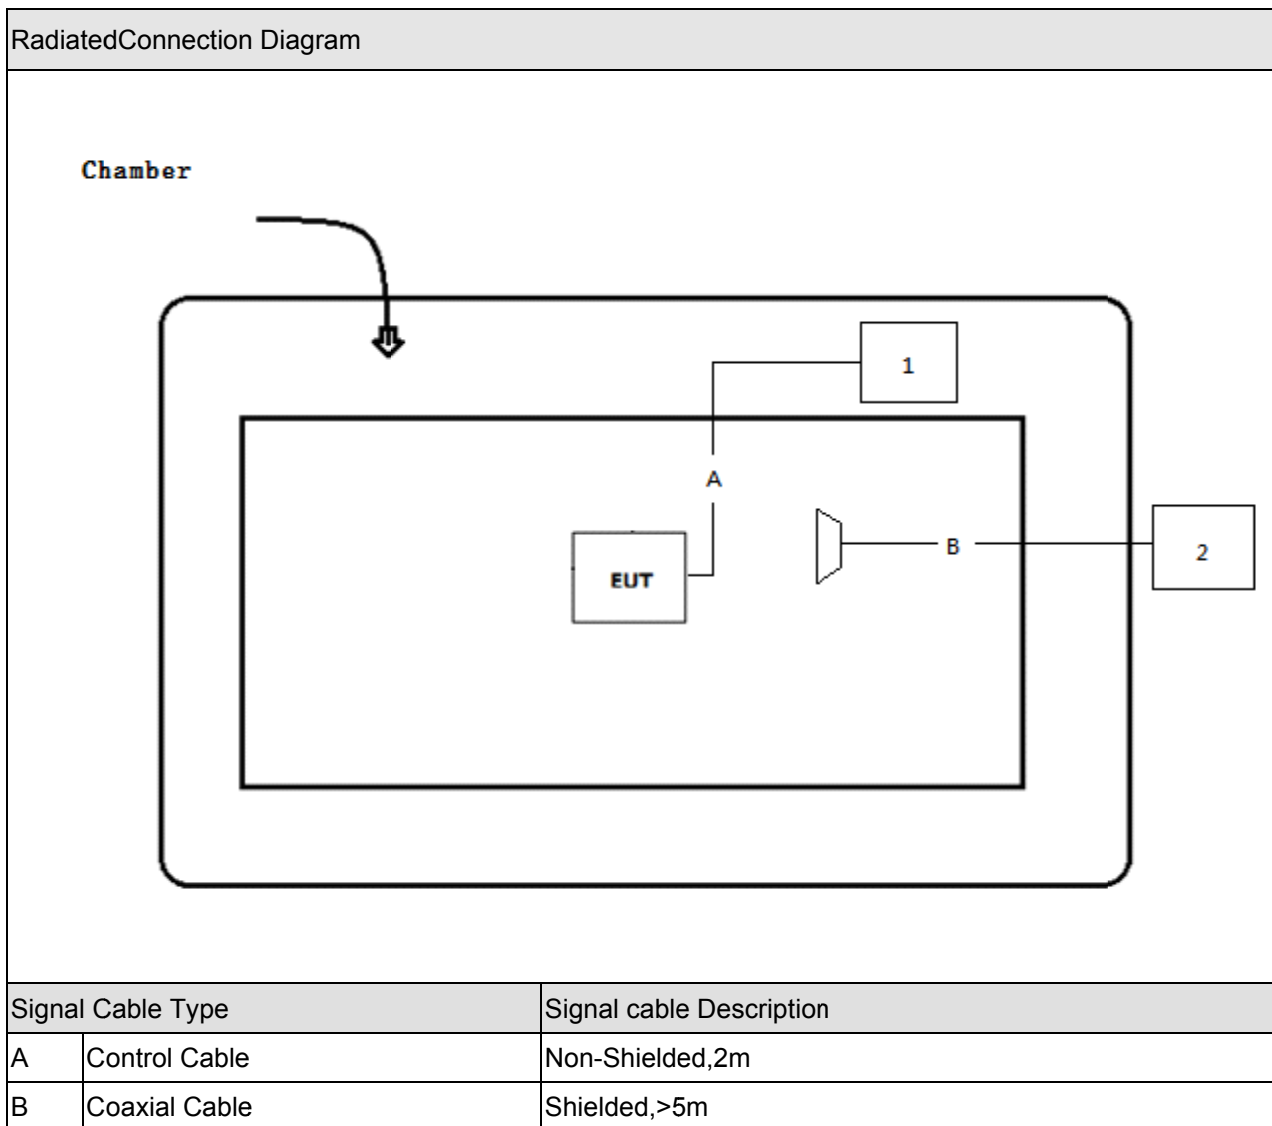 RadiatedConnection Diagram
Chamber
1
A
B
2
EUT
Signal Cable Type Signal cable Description
A Control Cable Non-Shielded,2m
B Coaxial Cable Shielded,>5m